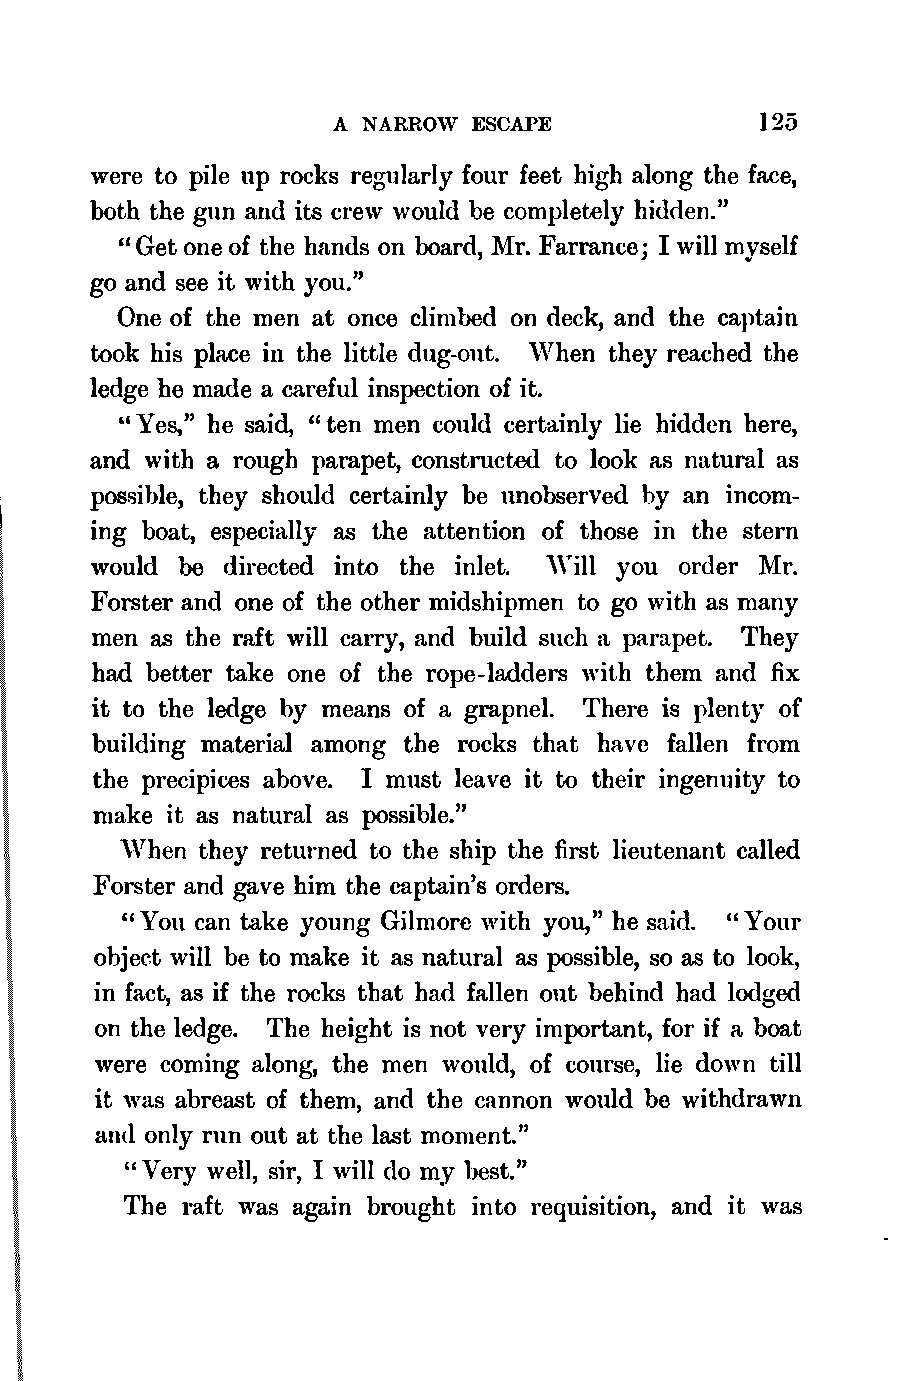 A NARROW ESCAPE 125
were to pile up rocks regularly four feet high along the face,
both the gun and its crew would be completely hidden."
"Get one of the hands on board, Mr. Farrance; I will myself
go and see it with you."
One of the men at once climbed on deck, and the captain
took his place in the little dug-out. When they reached the
ledge he made a careful inspection of it.
"Yes," he said, "ten men could certainly lie hidden here,
and with a rough parapet, constructed to look as natural as
possible, they should certainly be unobserved by an incom-
ing boat, especially as the attention of those in the stern
would be directed into the inlet. Will you order Mr.
Forster and one of the other midshipmen to go with as many
men as the raft will carry, and build such a parapet. They
had better take one of the rope-ladders with them and fix
it to the ledge by means of a grapnel. There is plenty of
building material among the rocks that have fallen from
the precipices above. I must leave it to their ingenuity to
make it as natural as possible."
When they returned to the ship the first lieutenant called
Forster and gave him the captain's orders.
"You can take young Gilmore with you," he said. "Your
object will be to make it as natural as possible, so as to look,
in fact, as if the rocks that had fallen out behind had lodged
on the ledge. The height is not very important, for if a boat
were coming along, the men would, of course, lie down till
it was abreast of them, and the cannon would be withdrawn
and only run out at the last moment."
"Very well, sir, I will do my best."
The raft was again brought into requisition, and it was